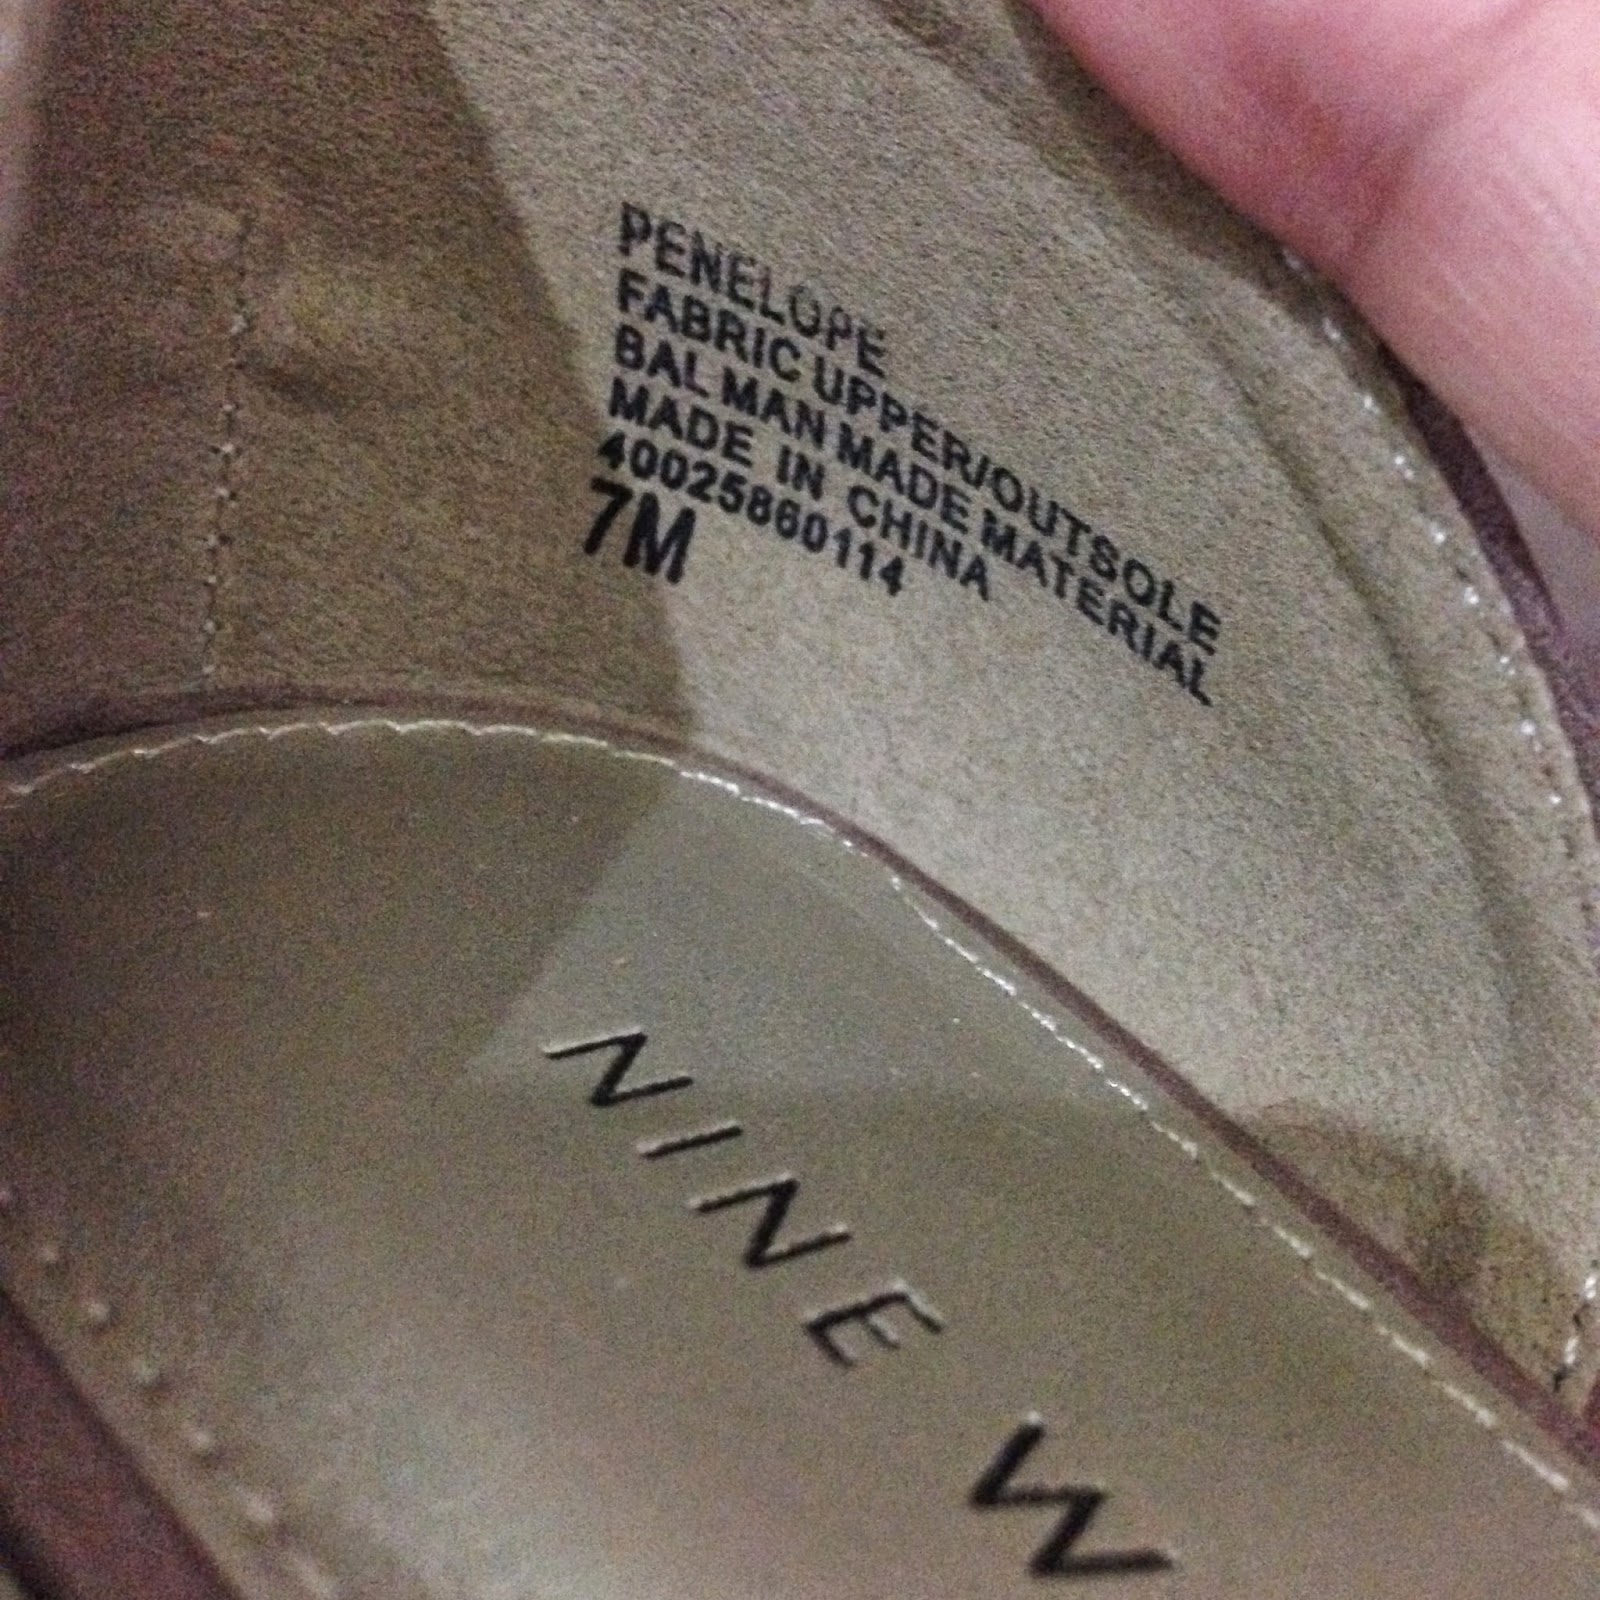 PENELOPE
FABRIC UPPER/OUTSOLE
BAL MAN MADE MATERIAL
MADE IN CHINA
40025860114
7M
NINE W